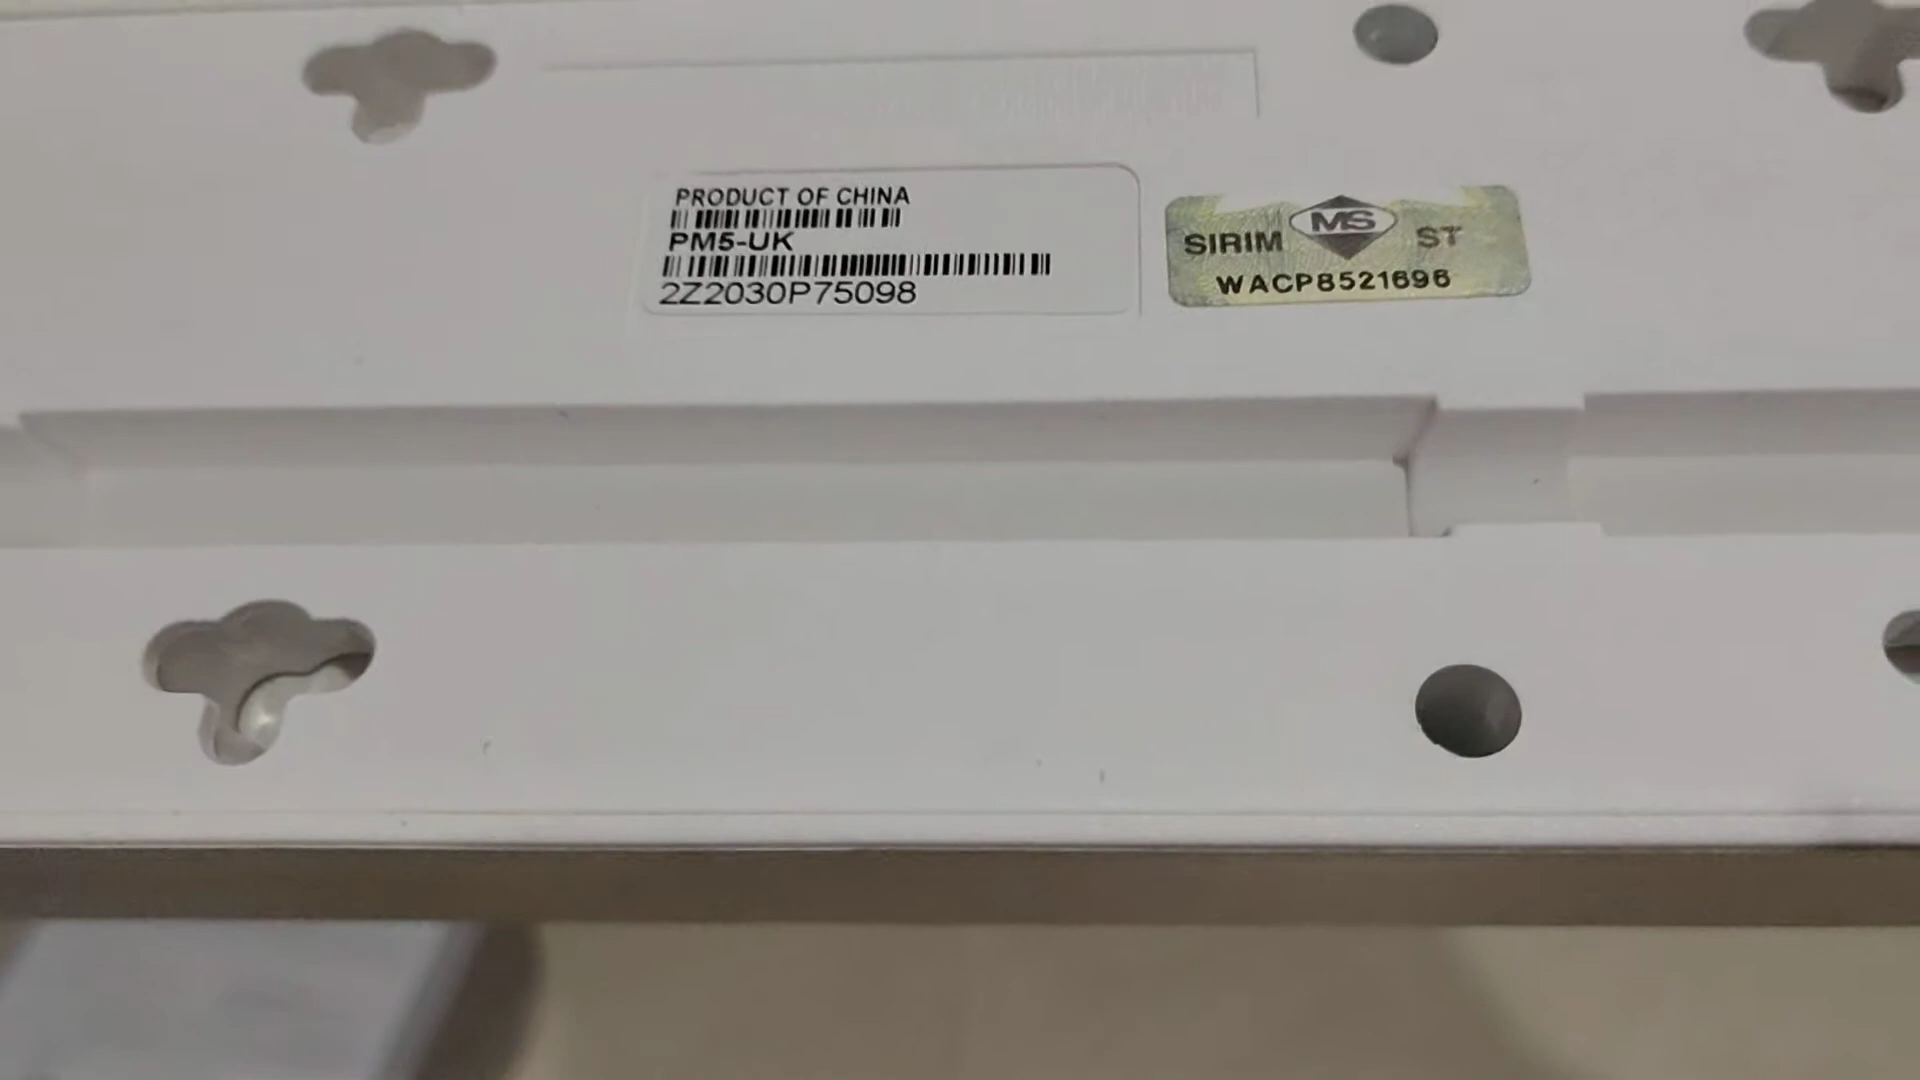 PRODUCT OF CHINA
PM5-UK
2Z2030P75098
SIRIM MS ST
WACP8521696